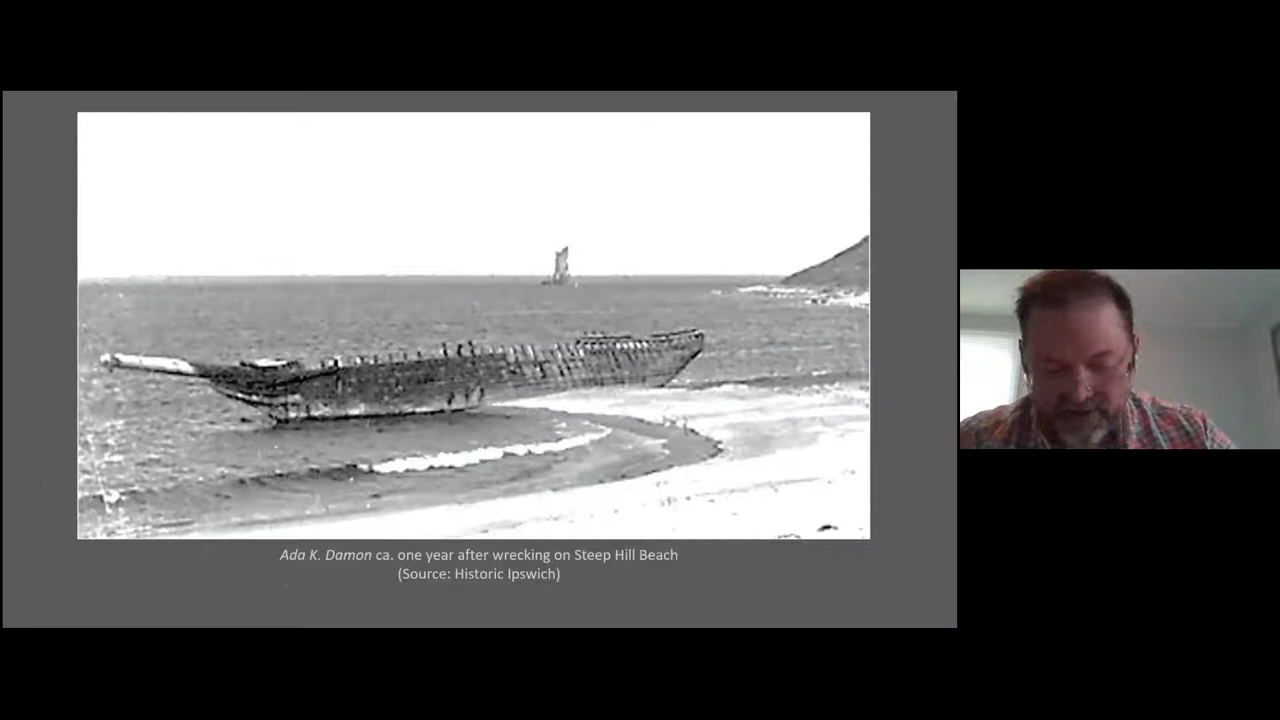 Ada K. Damon ca. one year after wrecking on Steep Hill Beach
(Source: Historic Ipswich)